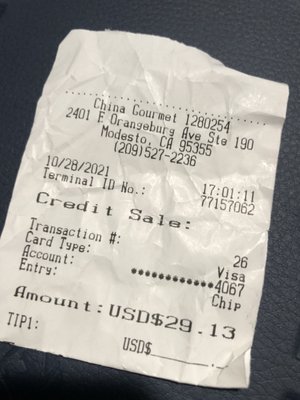 China Gourmet 1280254
2401 E Orangeburg Ave Ste 190
Modesto, CA 95355
(209)527-2236
10/28/2021 17:01:11
Terminal ID No.: 77157062
Credit Sale:
Transaction #: 26
Card Type: Visa
Account: ************4067
Entry: Chip
Amount: USD$29.13
TIP1: USD$_______._